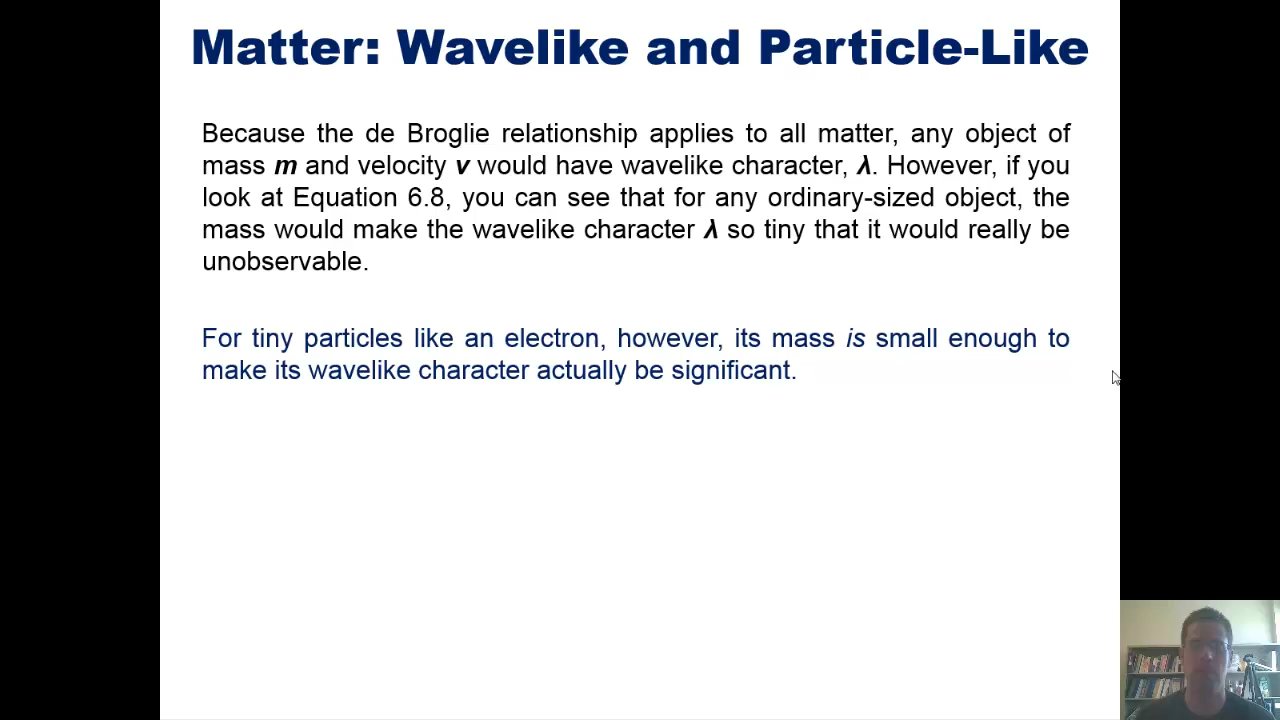 Matter: Wavelike and Particle-Like
Because the de Broglie relationship applies to all matter, any object of
mass m and velocity v would have wavelike character, λ. However, if you
look at Equation 6.8, you can see that for any ordinary-sized object, the
mass would make the wavelike character λ so tiny that it would really be
unobservable.
For tiny particles like an electron, however, its mass is small enough to
make its wavelike character actually be significant.